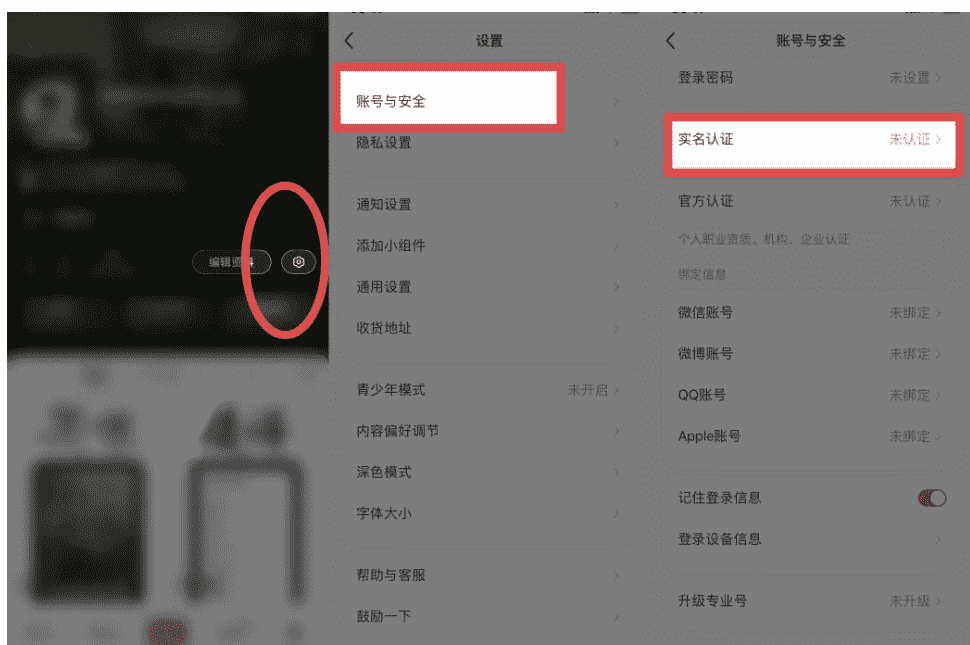 编辑资料
设置
账号与安全
隐私设置
通知设置
添加小组件
通用设置
收货地址
青少年模式 未开启
内容偏好调节
深色模式
字体大小
帮助与客服
鼓励一下
账号与安全
登录密码 未设置
实名认证 未认证
官方认证 未认证
个人职业资质、机构、企业认证
绑定信息
微信账号 未绑定
微博账号 未绑定
QQ账号 未绑定
Apple账号 未绑定
记住登录信息
登录设备信息
升级专业号 未升级